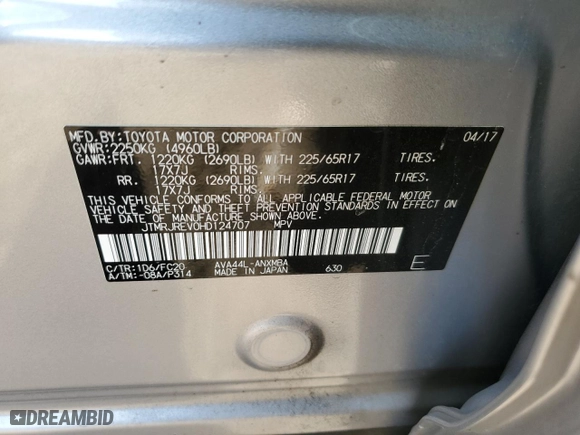 MFD.BY:TOYOTA MOTOR CORPORATION 04/17
GVWR:2250KG (4960LB)
GAWR:FRT. 1220KG (2690LB) WITH 225/65R17 TIRES.
17X7J RIMS.
RR. 1220KG (2690LB) WITH 225/65R17 TIRES.
17X7J RIMS.
THIS VEHICLE CONFORMS TO ALL APPLICABLE FEDERAL MOTOR
VEHICLE SAFETY AND THEFT PREVENTION STANDARDS IN EFFECT
ON THE DATE OF MANUFACTURE SHOWN ABOVE.
JTMRJREV0HD124707 MPV
C/TR:1D6/FC20 AVA44L-ANXMBA
A/TM:-08A/P314 MADE IN JAPAN 630 E
DREAMBID